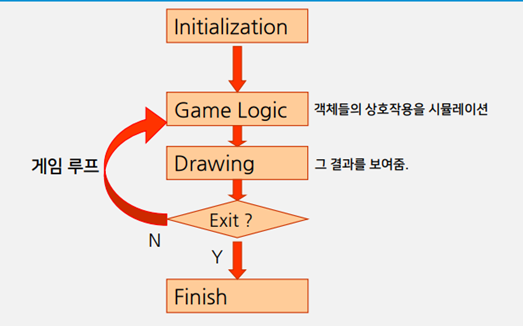 Initialization
Game Logic
객체들의 상호작용을 시뮬레이션
게임 루프
Drawing
그 결과를 보여줌.
Exit ?
N
Y
Finish